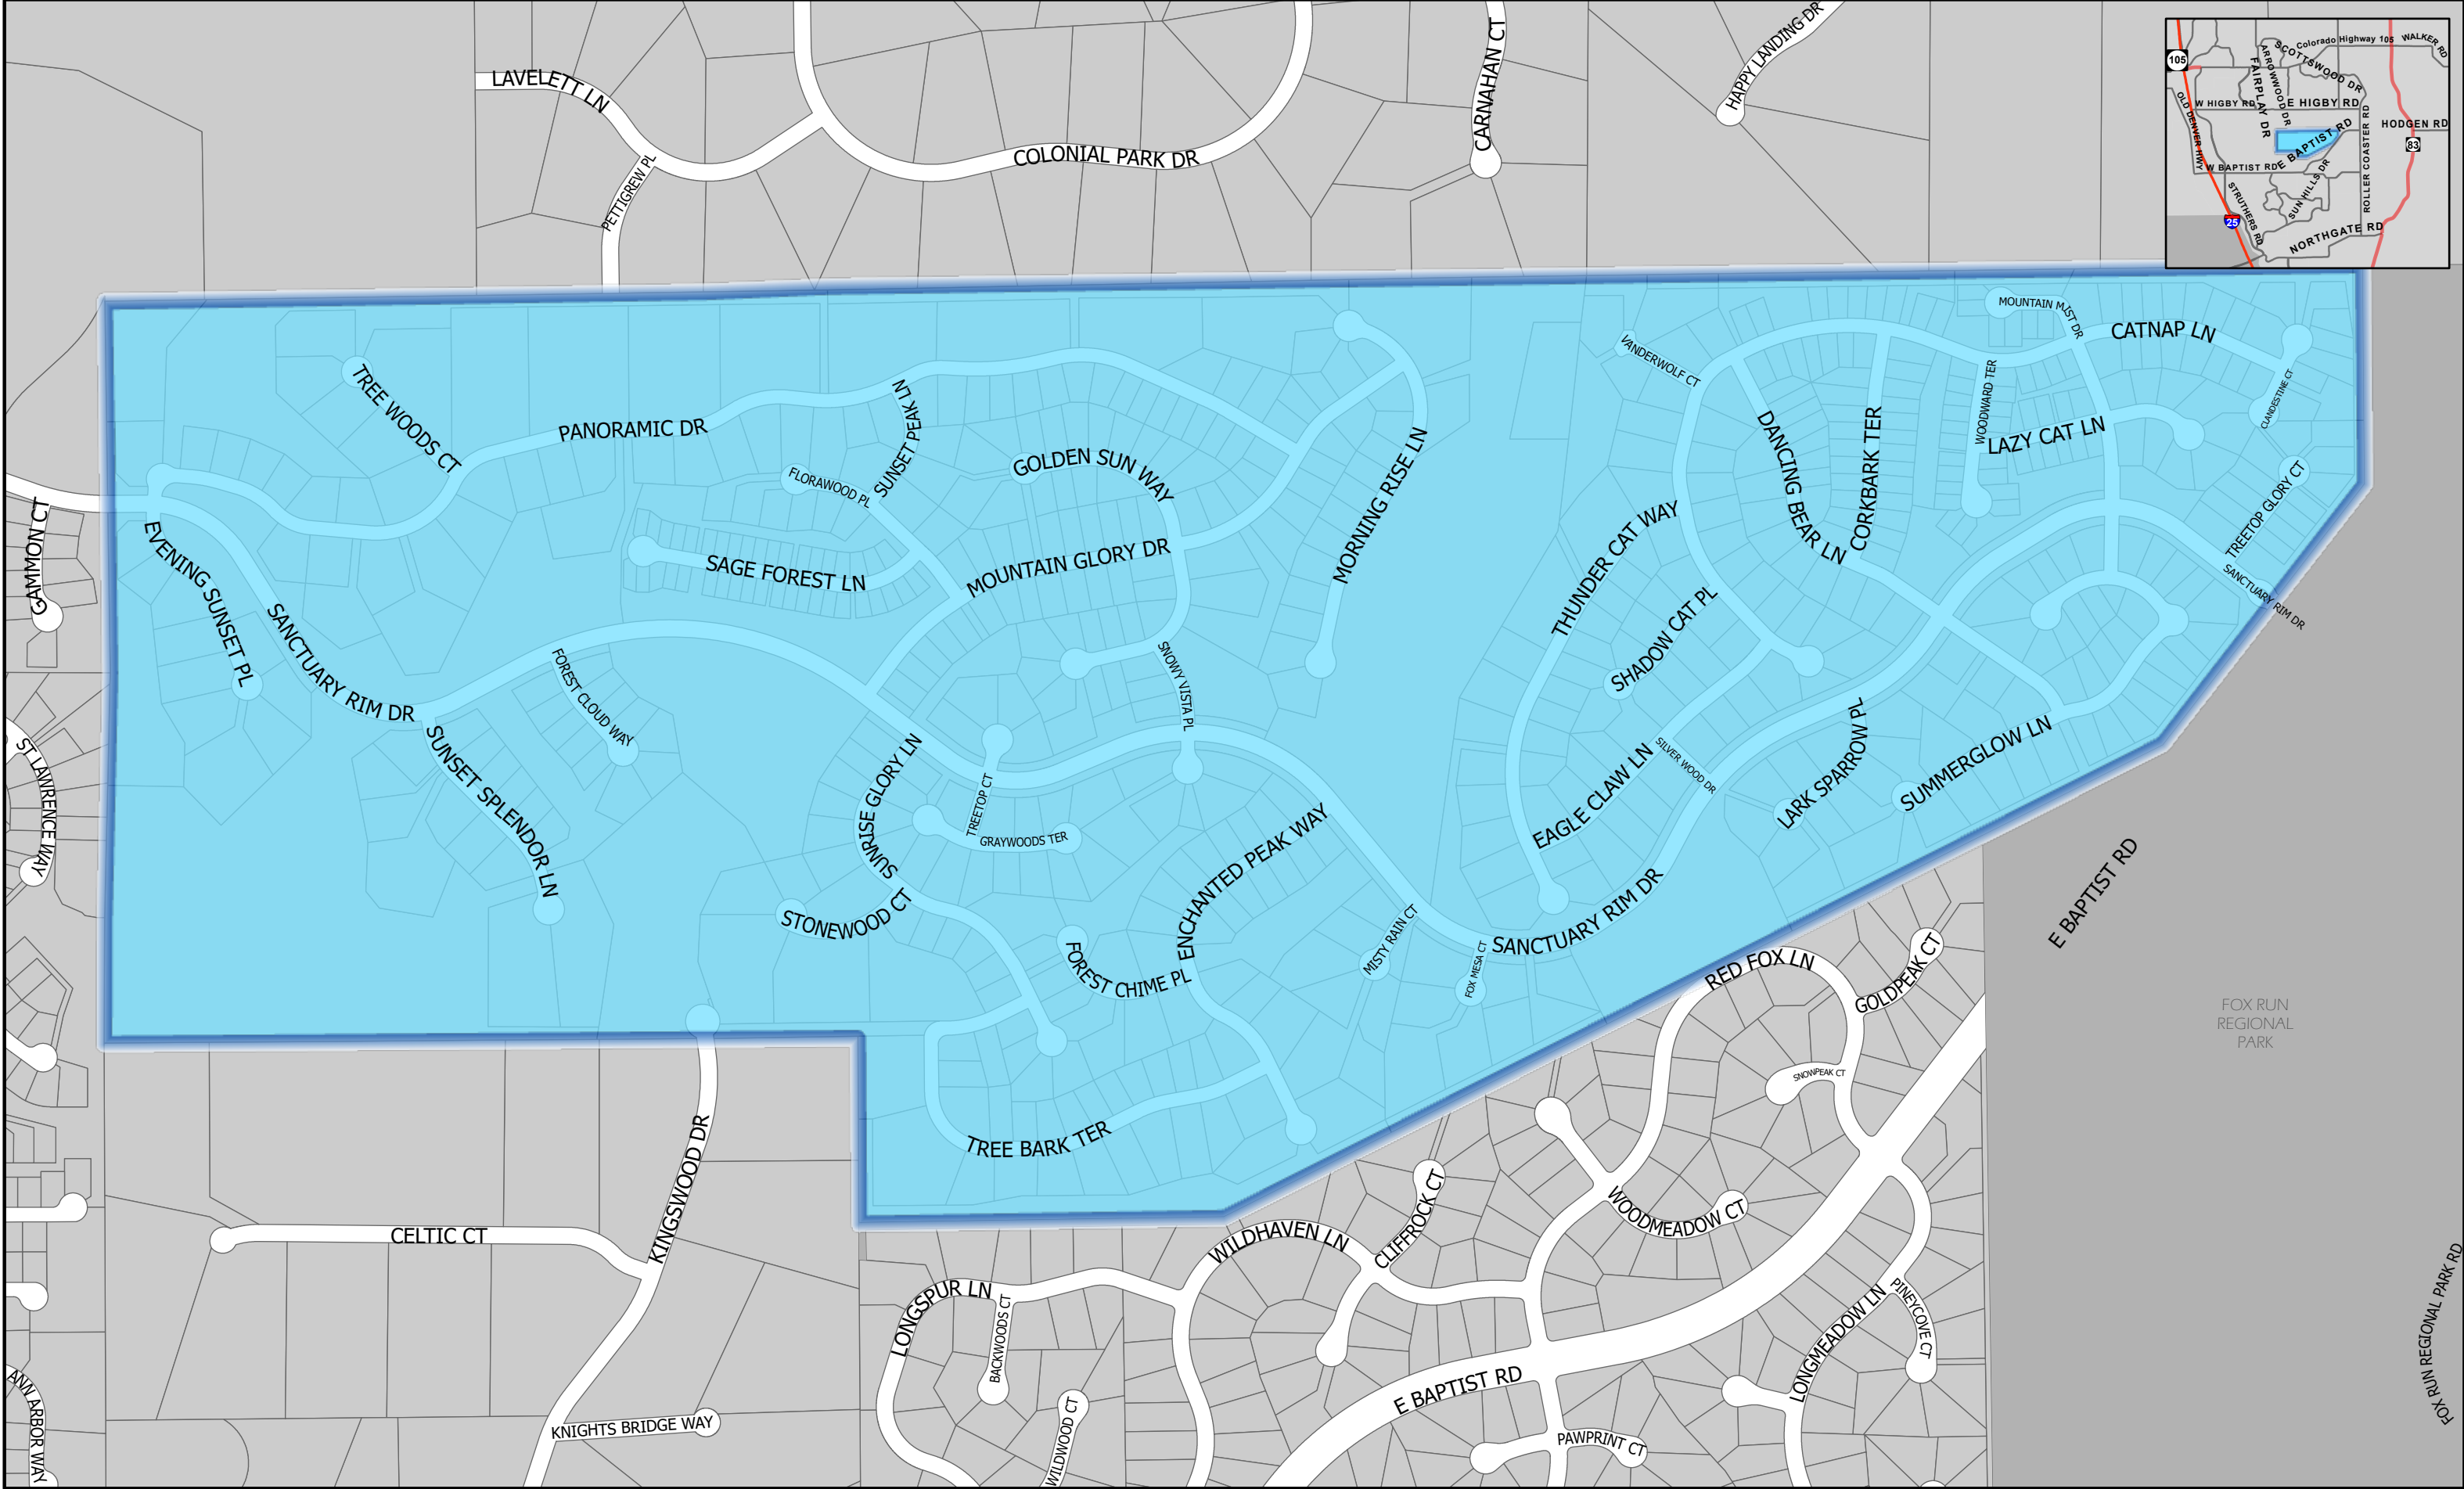 LAVELETT LN
PETTIGREW PL
COLONIAL PARK DR
CARNAHAN CT
HAPPY LANDING DR
105
Colorado Highway 105
WALKER RD
SCOTTSWOOD DR
ARROWWOOD DR
FAIRPLAY DR
W HIGBY RD
E HIGBY RD
OLD DENVER HWY
HODGEN RD
83
E BAPTIST RD
W BAPTIST RD
ROLLER COASTER RD
SUN HILLS DR
STRUTHERS RD
25
NORTHGATE RD
MOUNTAIN MIST DR
CATNAP LN
VANDERWOLF CT
WOODWARD TER
CLANDESTINE CT
TREE WOODS CT
PANORAMIC DR
SUNSET PEAK LN
DANCING BEAR LN
CORKBARK TER
LAZY CAT LN
FLORAWOOD PL
GOLDEN SUN WAY
MORNING RISE LN
TREETOP GLORY CT
GAMMON CT
EVENING SUNSET PL
SAGE FOREST LN
MOUNTAIN GLORY DR
THUNDER CAT WAY
SHADOW CAT PL
SANCTUARY RIM DR
SANCTUARY RIM DR
FOREST CLOUD WAY
SNOWY VISTA PL
ST LAWRENCE WAY
SUNSET SPLENDOR LN
SUNRISE GLORY LN
TREETOP CT
GRAYWOODS TER
EAGLE CLAW LN
SILVER WOOD DR
LARK SPARROW PL
SUMMERGLOW LN
ENCHANTED PEAK WAY
STONEWOOD CT
FOREST CHIME PL
MISTY RAIN CT
FOX MESA CT
SANCTUARY RIM DR
E BAPTIST RD
RED FOX LN
GOLDPEAK CT
FOX RUN
REGIONAL
PARK
SNOWPEAK CT
TREE BARK TER
KINGSWOOD DR
CELTIC CT
CLIFFROCK CT
WOODMEADOW CT
WILDHAVEN LN
LONGSPUR LN
BACKWOODS CT
PINEYCOVE CT
LONGMEADOW LN
FOX RUN REGIONAL PARK RD
E BAPTIST RD
ANN ARBOR WAY
KNIGHTS BRIDGE WAY
WILDWOOD CT
PAWPRINT CT